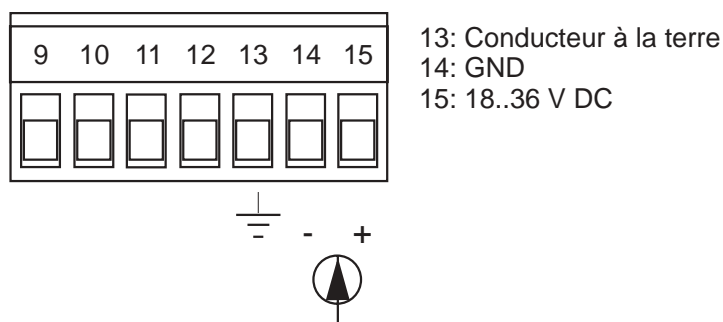 9 10 11 12 13 14 15
13: Conducteur à la terre
14: GND
15: 18..36 V DC
- +